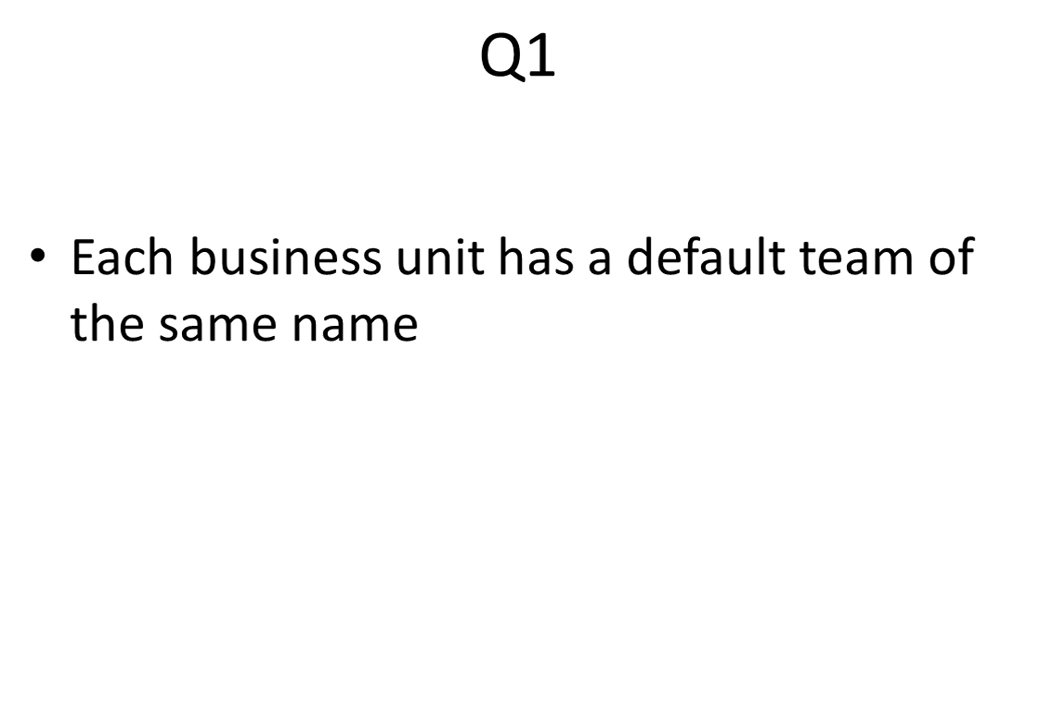 Q1
• Each business unit has a default team of
the same name